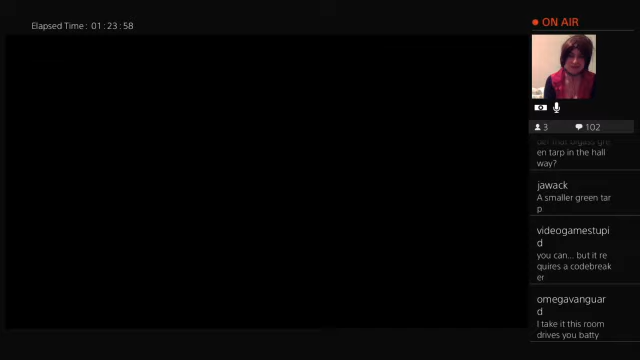 Elapsed Time : 01 : 23 : 58
ON AIR
3
102
en tarp in the hall
way?
jawack
A smaller green tar
p
videogamestupi
d
you can... but it re
quires a codebreak
er
omegavanguar
d
I take it this room
drives you batty